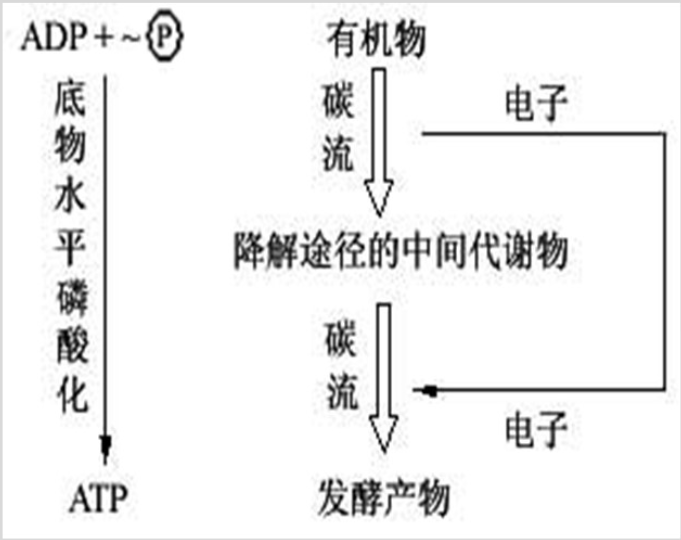 ADP+~Ⓟ
底物水平磷酸化
ATP
有机物
碳流
电子
降解途径的中间代谢物
碳流
电子
发酵产物